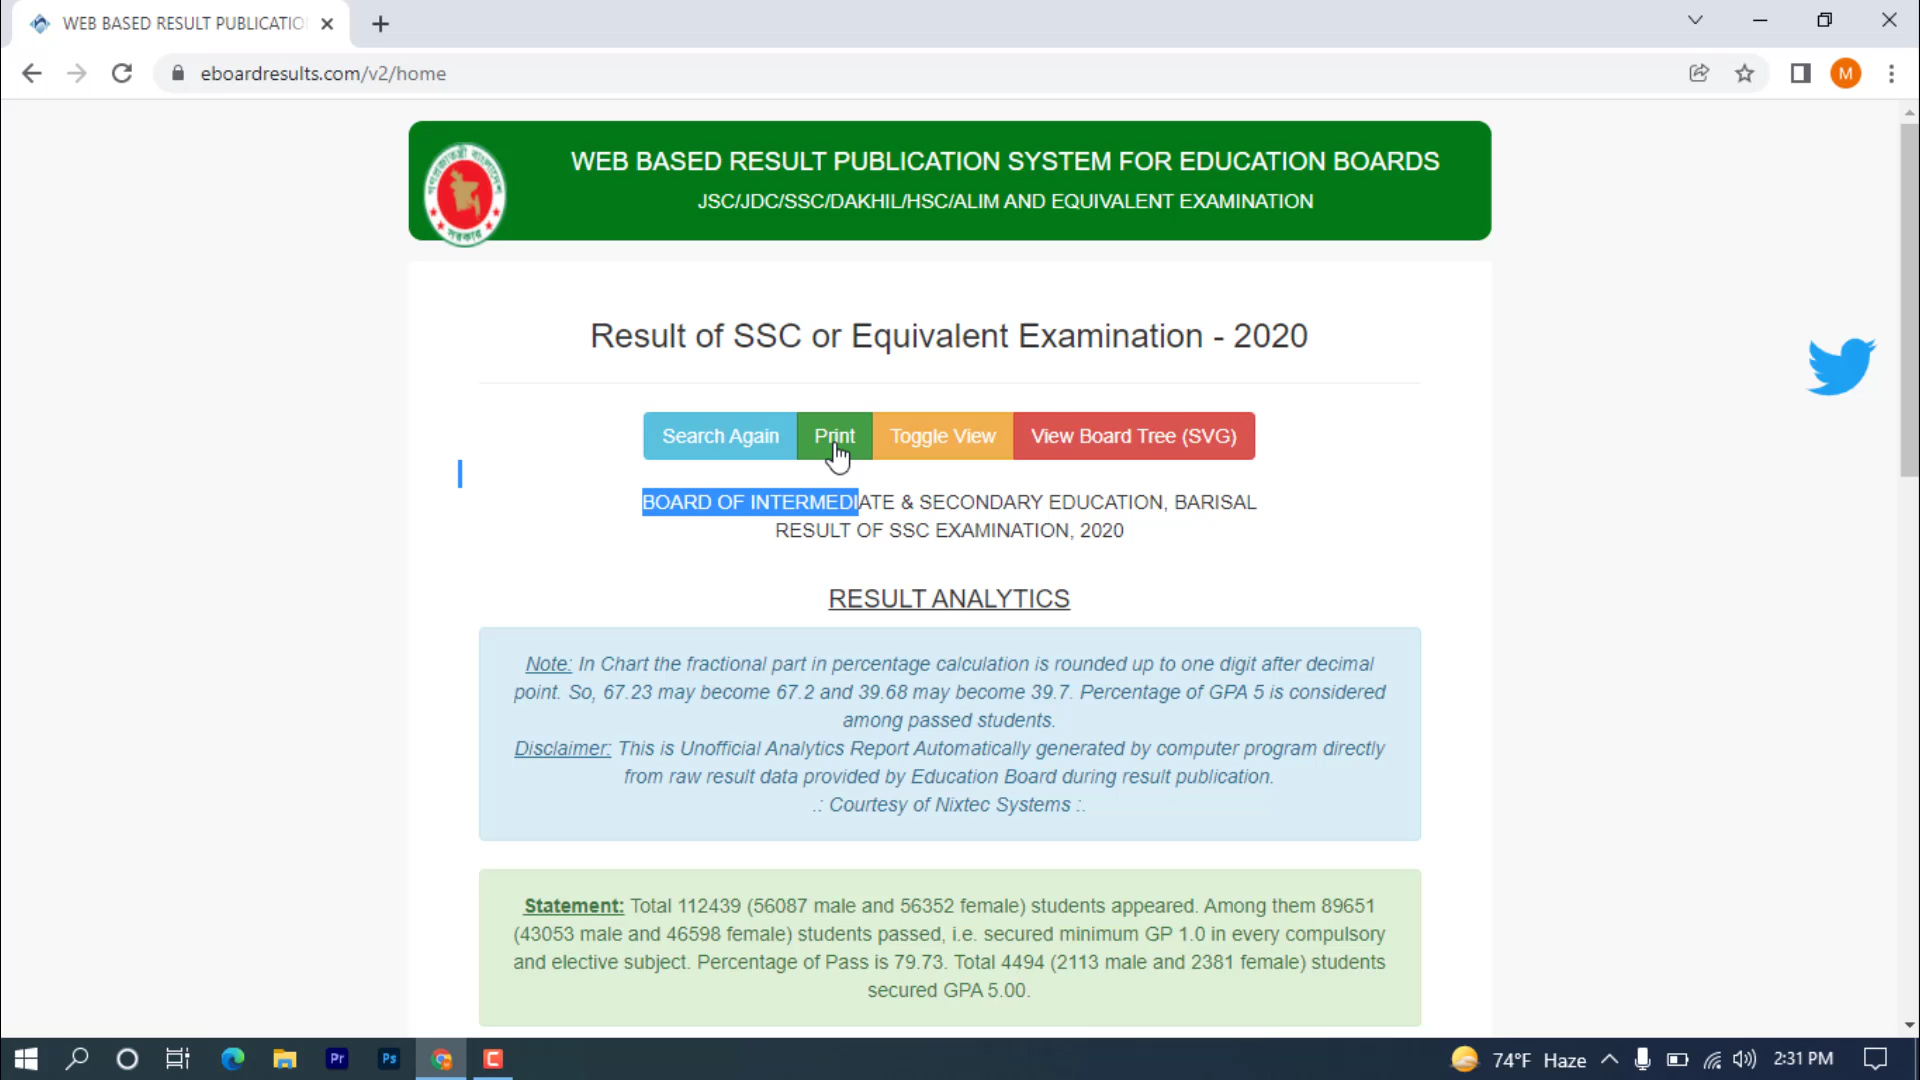 WEB BASED RESULT PUBLICATIO
eboardresults.com/v2/home
M
WEB BASED RESULT PUBLICATION SYSTEM FOR EDUCATION BOARDS
JSC/JDC/SSC/DAKHIL/HSC/ALIM AND EQUIVALENT EXAMINATION
গণপ্রজাতন্ত্রী বাংলাদেশ
সরকার
Result of SSC or Equivalent Examination - 2020
Search Again Print Toggle View View Board Tree (SVG)
BOARD OF INTERMEDIATE & SECONDARY EDUCATION, BARISAL
RESULT OF SSC EXAMINATION, 2020
RESULT ANALYTICS
Note: In Chart the fractional part in percentage calculation is rounded up to one digit after decimal
point. So, 67.23 may become 67.2 and 39.68 may become 39.7. Percentage of GPA 5 is considered
among passed students.
Disclaimer: This is Unofficial Analytics Report Automatically generated by computer program directly
from raw result data provided by Education Board during result publication.
.: Courtesy of Nixtec Systems :.
Statement: Total 112439 (56087 male and 56352 female) students appeared. Among them 89651
(43053 male and 46598 female) students passed, i.e. secured minimum GP 1.0 in every compulsory
and elective subject. Percentage of Pass is 79.73. Total 4494 (2113 male and 2381 female) students
secured GPA 5.00.
Pr Ps C 74°F Haze 2:31 PM